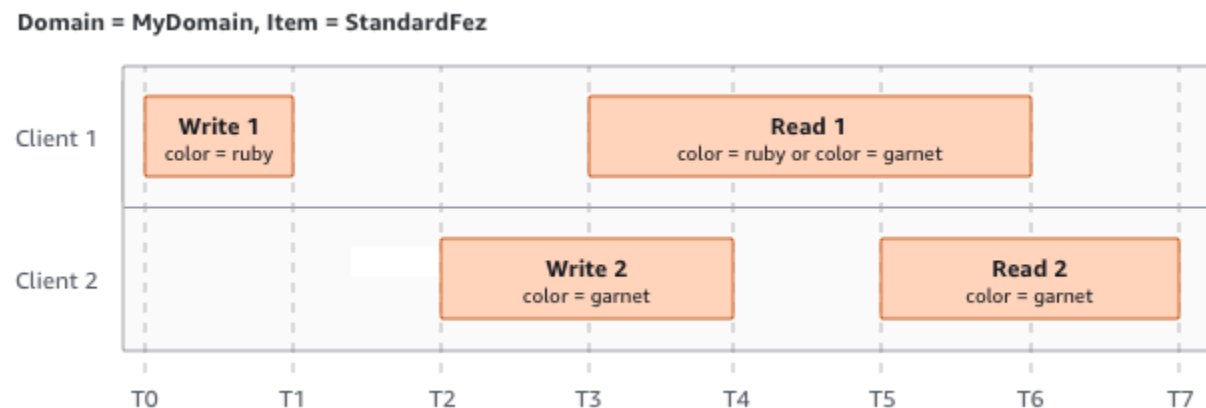 Domain = MyDomain, Item = StandardFez
Client 1
Write 1
color = ruby
Read 1
color = ruby or color = garnet
Client 2
Write 2
color = garnet
Read 2
color = garnet
T0 T1 T2 T3 T4 T5 T6 T7